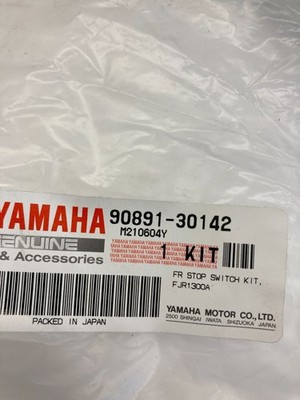 YAMAHA 90891-30142
GENUINE M210604Y
& Accessories 1 KIT
FR STOP SWITCH KIT,
FJR1300A
YAMAHA MOTOR CO.,LTD.
2500 SHINGAI IWATA SHIZUOKA JAPAN
PACKED IN JAPAN